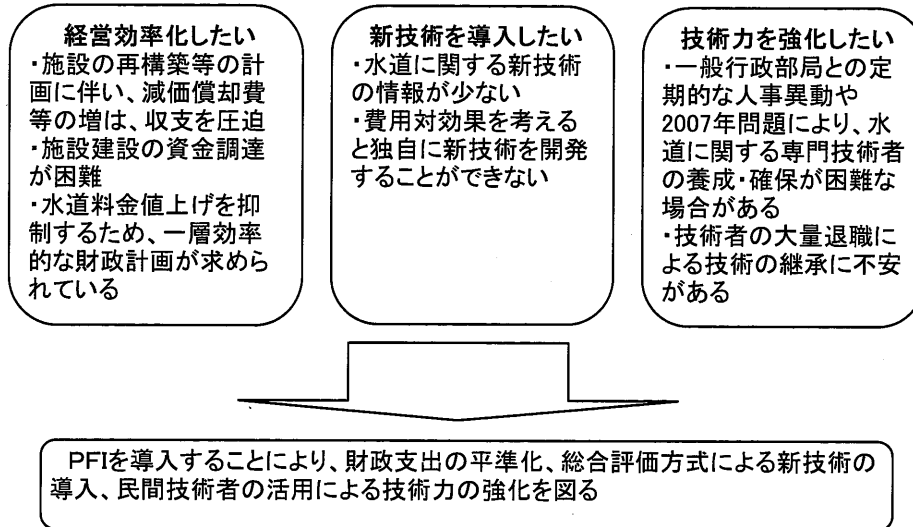 経営効率化したい
・施設の再構築等の計
画に伴い、減価償却費
等の増は、収支を圧迫
・施設建設の資金調達
が困難
・水道料金値上げを抑
制するため、一層効率
的な財政計画が求めら
れている
新技術を導入したい
・水道に関する新技術
の情報が少ない
・費用対効果を考える
と独自に新技術を開発
することができない
技術力を強化したい
・一般行政部局との定
期的な人事異動や
2007年問題により、水
道に関する専門技術者
の養成・確保が困難な
場合がある
・技術者の大量退職に
よる技術の継承に不安
がある
PFIを導入することにより、財政支出の平準化、総合評価方式による新技術の
導入、民間技術者の活用による技術力の強化を図る